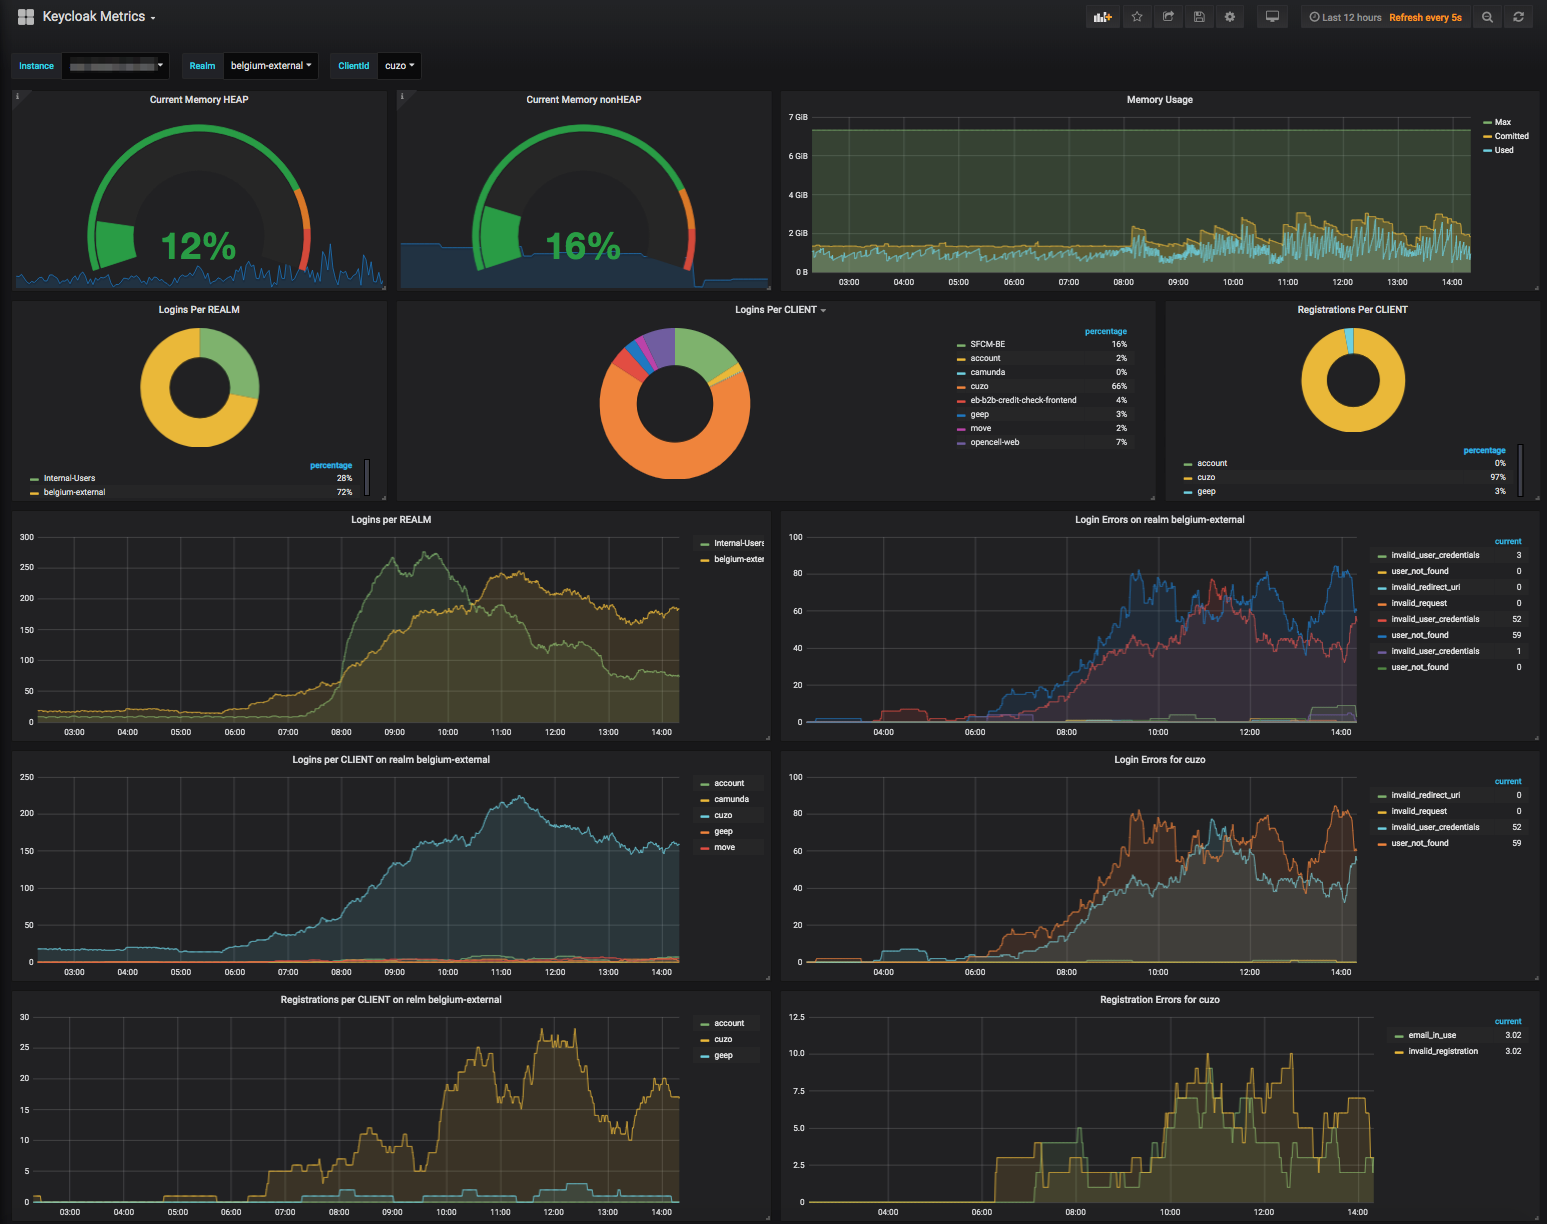 Keycloak Metrics
Last 12 hours Refresh every 5s
Instance
Realm belgium-external
ClientId cuzo
Current Memory HEAP
12%
Current Memory nonHEAP
16%
Memory Usage
7 GiB
6 GiB
4 GiB
2 GiB
0 B
03:00 04:00 05:00 06:00 07:00 08:00 09:00 10:00 11:00 12:00 13:00 14:00
Max
Comitted
Used
Logins Per REALM
percentage
Internal-Users 28%
belgium-external 72%
Logins Per CLIENT
percentage
SFCM-BE 16%
account 2%
camunda 0%
cuzo 66%
eb-b2b-credit-check-frontend 4%
geep 3%
move 2%
opencell-web 7%
Registrations Per CLIENT
percentage
account 0%
cuzo 97%
geep 3%
Logins per REALM
300
250
200
150
100
50
0
03:00 04:00 05:00 06:00 07:00 08:00 09:00 10:00 11:00 12:00 13:00 14:00
Internal-Users
belgium-exter
Login Errors on realm belgium-external
100
80
60
40
20
0
04:00 06:00 08:00 10:00 12:00 14:00
current
invalid_user_credentials 3
user_not_found 0
invalid_redirect_uri 0
invalid_request 0
invalid_user_credentials 52
user_not_found 59
invalid_user_credentials 1
user_not_found 0
Logins per CLIENT on realm belgium-external
250
200
150
100
50
0
03:00 04:00 05:00 06:00 07:00 08:00 09:00 10:00 11:00 12:00 13:00 14:00
account
camunda
cuzo
geep
move
Login Errors for cuzo
100
80
60
40
20
0
04:00 06:00 08:00 10:00 12:00 14:00
current
invalid_redirect_uri 0
invalid_request 0
invalid_user_credentials 52
user_not_found 59
Registrations per CLIENT on relm belgium-external
30
25
20
15
10
5
0
03:00 04:00 05:00 06:00 07:00 08:00 09:00 10:00 11:00 12:00 13:00 14:00
account
cuzo
geep
Registration Errors for cuzo
12.5
10.0
7.5
5.0
2.5
0
04:00 06:00 08:00 10:00 12:00 14:00
current
email_in_use 3.02
invalid_registration 3.02